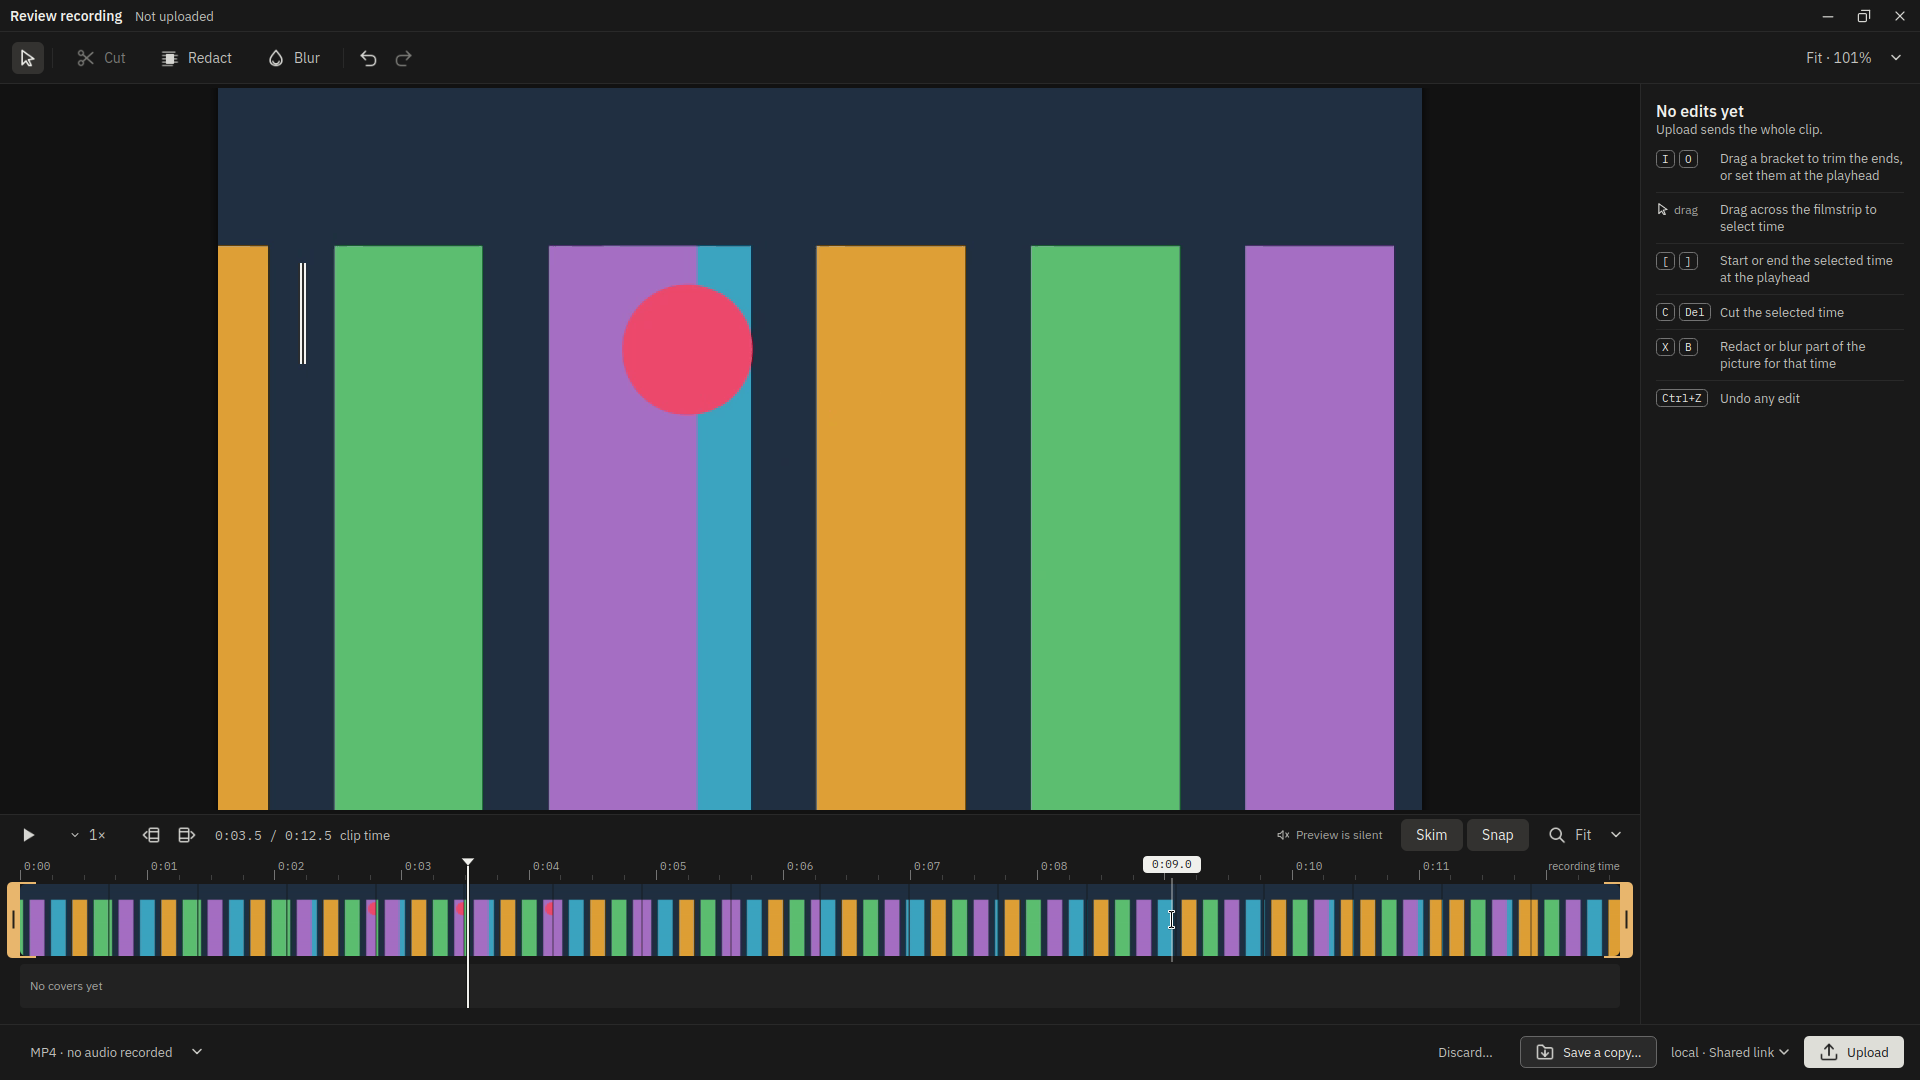 Review recording Not uploaded
Cut Redact Blur Fit · 101%
No edits yet
Upload sends the whole clip.
I O Drag a bracket to trim the ends,
or set them at the playhead
drag Drag across the filmstrip to
select time
[ ] Start or end the selected time
at the playhead
C Del Cut the selected time
X B Redact or blur part of the
picture for that time
Ctrl+Z Undo any edit
1× 0:03.5 / 0:12.5 clip time Preview is silent Skim Snap Fit
0:00 0:01 0:02 0:03 0:04 0:05 0:06 0:07 0:08 0:09.0 0:10 0:11 recording time
No covers yet
MP4 · no audio recorded Discard... Save a copy... local · Shared link Upload